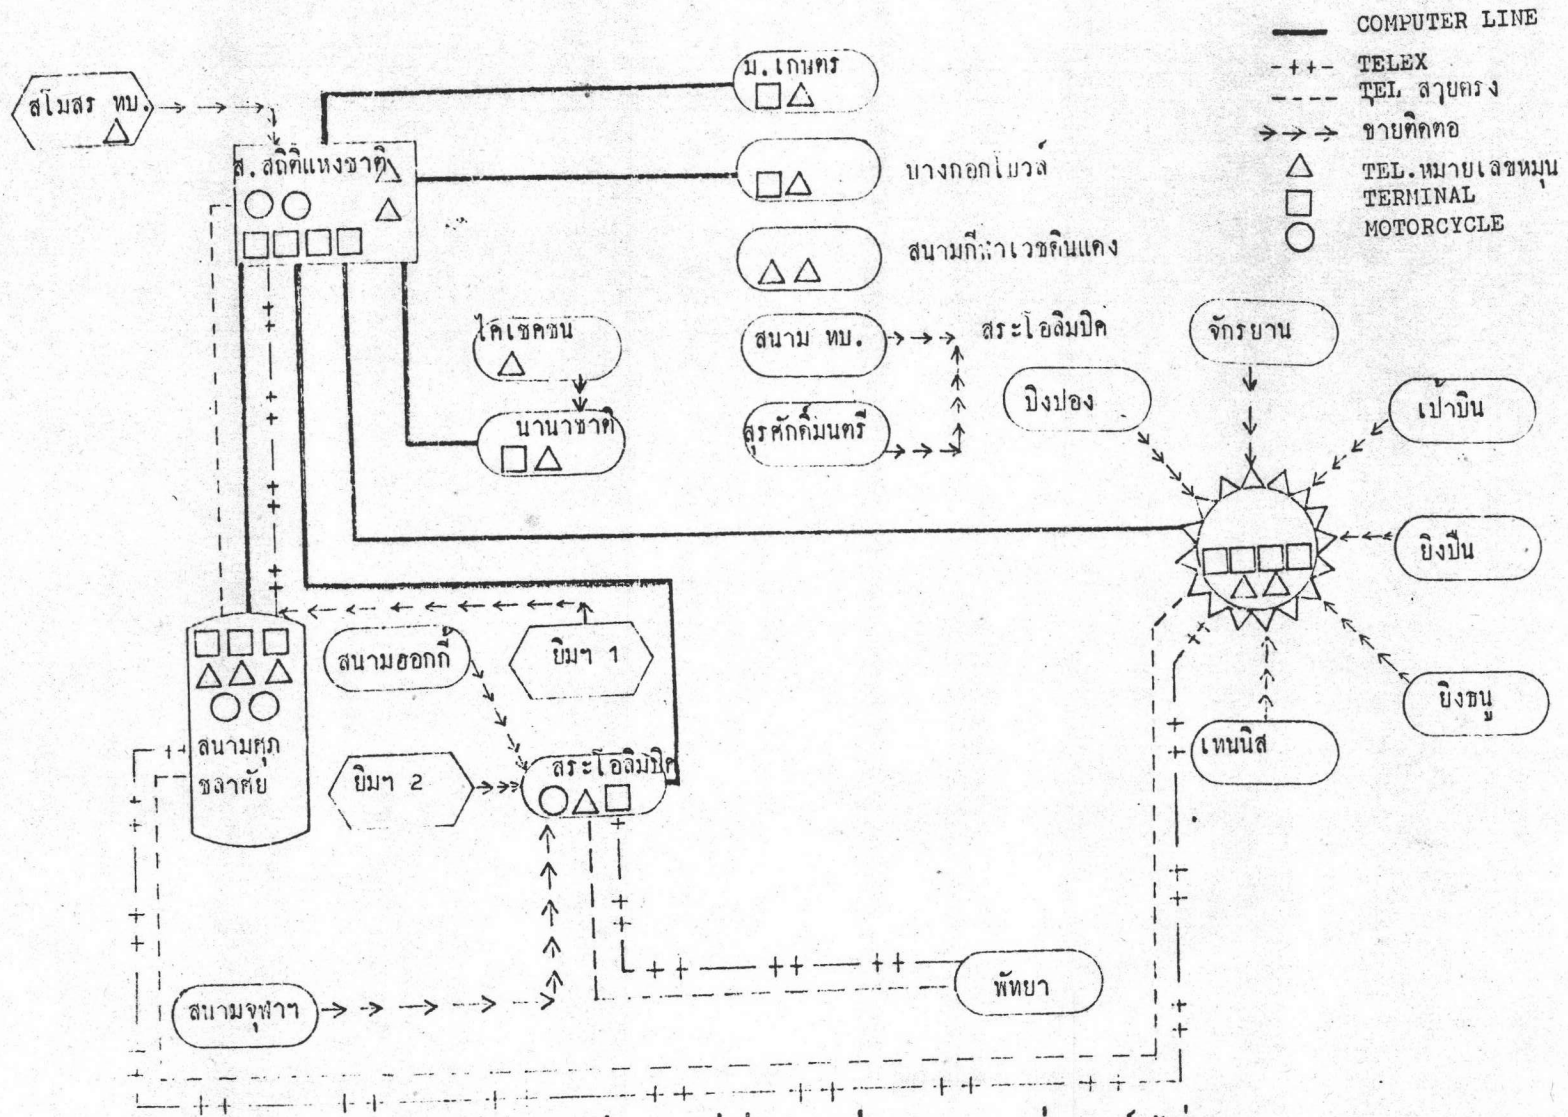 COMPUTER LINE
-++- TELEX
---- TEL สายตรง
ขายติดตอ
TEL.หมายเลขหมุน
TERMINAL
MOTORCYCLE
สโมสร ทบ.
ม.เกษตร
ส.สถิติแหงชาติ
บางกอกโบวล์
สนามกีฬาเวชดินแดง
ไดเชคชน
นานาชาติ
สนาม ทบ.
สระโอลิมปิค
สุรศักดิ์มนตรี
จักรยาน
ปิงปอง
เป้าบิน
ยิงปืน
ยิงธนู
เทนนิส
สนามฮอกกี้
ยิมฯ 1
ยิมฯ 2
สระโอลิมปิค
สนามศุภ
ชลาศัย
สนามจุฬาฯ
พัทยา